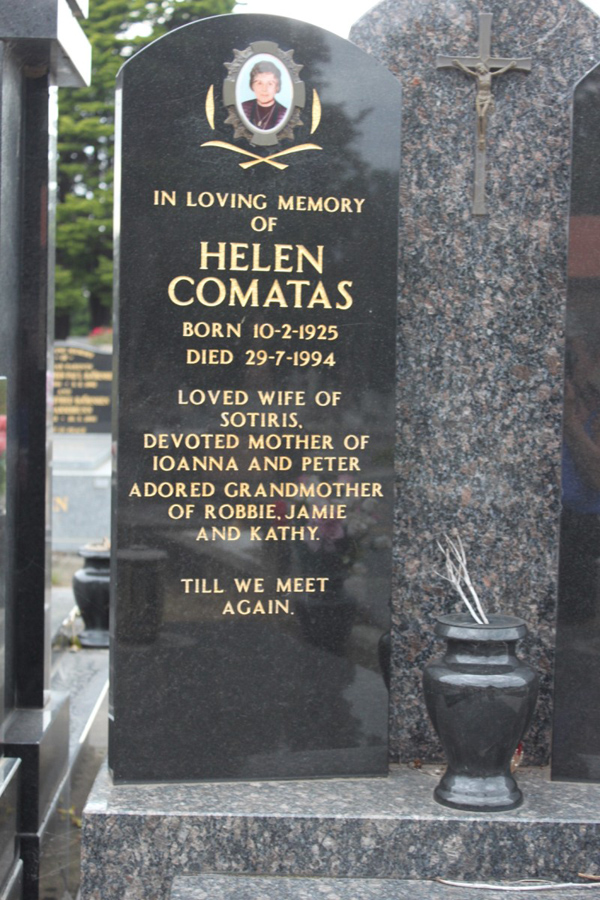 IN LOVING MEMORY
OF
HELEN
COMATAS
BORN 10-2-1925
DIED 29-7-1994
LOVED WIFE OF
SOTIRIS,
DEVOTED MOTHER OF
IOANNA AND PETER
ADORED GRANDMOTHER
OF ROBBIE, JAMIE
AND KATHY.
TILL WE MEET
AGAIN.